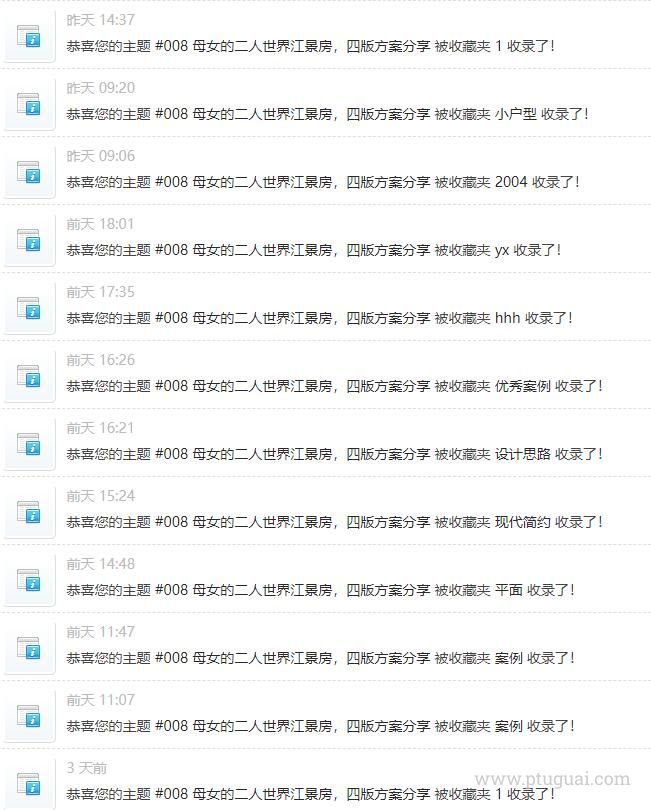 昨天 14:37
恭喜您的主题 #008 母女的二人世界江景房，四版方案分享 被收藏夹 1 收录了！
昨天 09:20
恭喜您的主题 #008 母女的二人世界江景房，四版方案分享 被收藏夹 小户型 收录了！
昨天 09:06
恭喜您的主题 #008 母女的二人世界江景房，四版方案分享 被收藏夹 2004 收录了！
前天 18:01
恭喜您的主题 #008 母女的二人世界江景房，四版方案分享 被收藏夹 yx 收录了！
前天 17:35
恭喜您的主题 #008 母女的二人世界江景房，四版方案分享 被收藏夹 hhh 收录了！
前天 16:26
恭喜您的主题 #008 母女的二人世界江景房，四版方案分享 被收藏夹 优秀案例 收录了！
前天 16:21
恭喜您的主题 #008 母女的二人世界江景房，四版方案分享 被收藏夹 设计思路 收录了！
前天 15:24
恭喜您的主题 #008 母女的二人世界江景房，四版方案分享 被收藏夹 现代简约 收录了！
前天 14:48
恭喜您的主题 #008 母女的二人世界江景房，四版方案分享 被收藏夹 平面 收录了！
前天 11:47
恭喜您的主题 #008 母女的二人世界江景房，四版方案分享 被收藏夹 案例 收录了！
前天 11:07
恭喜您的主题 #008 母女的二人世界江景房，四版方案分享 被收藏夹 案例 收录了！
3 天前
www.ptuguai.com
恭喜您的主题 #008 母女的二人世界江景房，四版方案分享 被收藏夹 1 收录了！